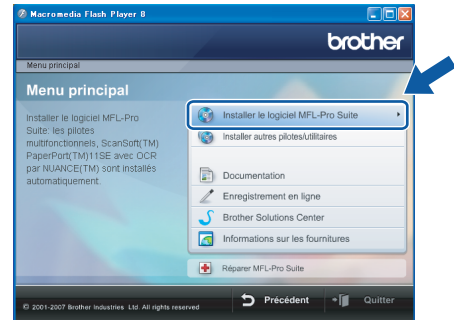 Macromedia Flash Player 8
brother
Menu principal
Menu principal
Installer le logiciel MFL-Pro
Suite: les pilotes
multifonctionnels, ScanSoft(TM)
PaperPort(TM)11SE avec OCR
par NUANCE(TM) sont installés
automatiquement.
Installer le logiciel MFL-Pro Suite
Installer autres pilotes/utilitaires
Documentation
Enregistrement en ligne
Brother Solutions Center
Informations sur les fournitures
Réparer MFL-Pro Suite
© 2001-2007 Brother Industries Ltd. All rights reserved
Précédent
Quitter